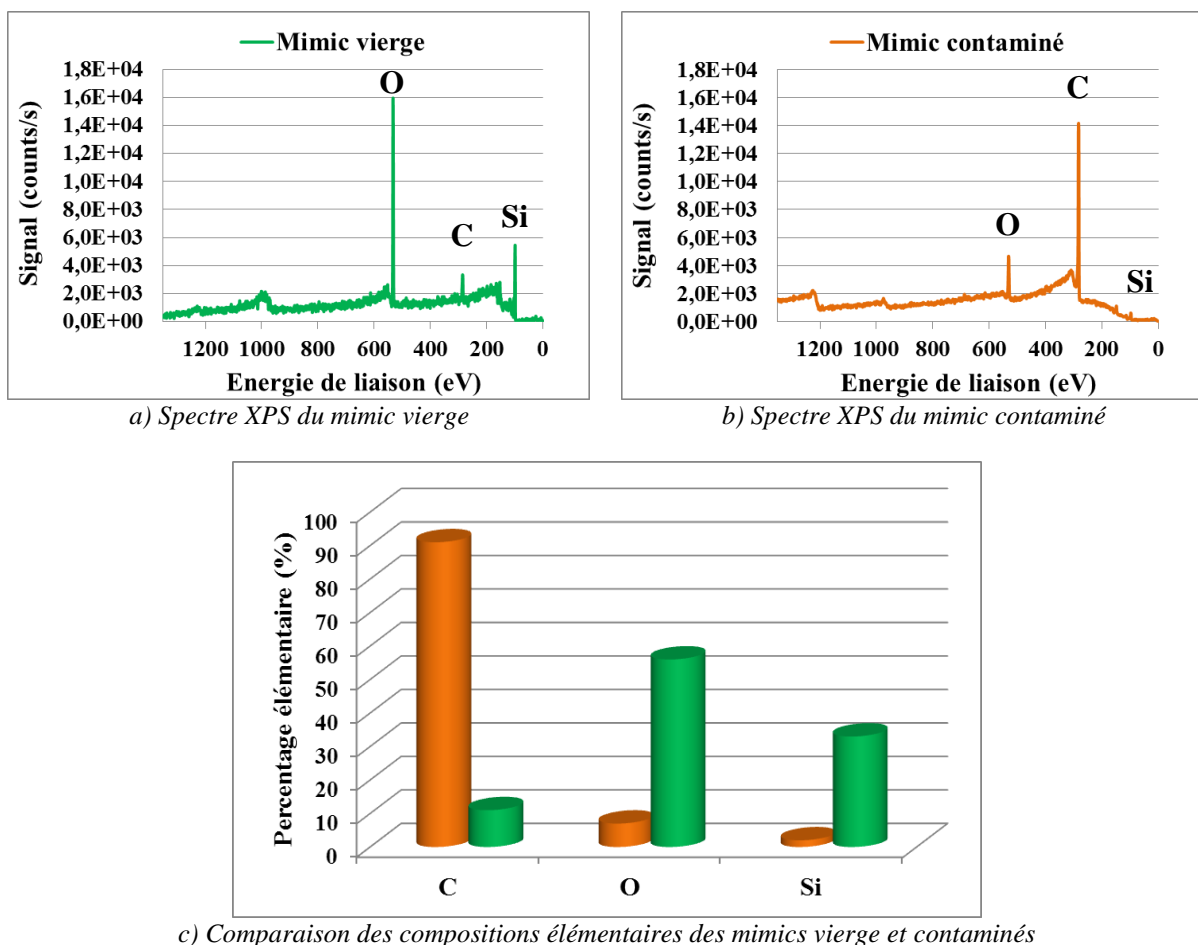 Mimic vierge
1,8E+04
1,6E+04
1,4E+04
1,2E+04
1,0E+04
8,0E+03
6,0E+03
4,0E+03
2,0E+03
0,0E+00
Signal (counts/s)
O
C
Si
1200 1000 800 600 400 200 0
Energie de liaison (eV)
a) Spectre XPS du mimic vierge
Mimic contaminé
1,8E+04
1,6E+04
1,4E+04
1,2E+04
1,0E+04
8,0E+03
6,0E+03
4,0E+03
2,0E+03
0,0E+00
Signal (counts/s)
C
O
Si
1200 1000 800 600 400 200 0
Energie de liaison (eV)
b) Spectre XPS du mimic contaminé
Percentage élémentaire (%)
100
90
80
70
60
50
40
30
20
10
0
C O Si
c) Comparaison des compositions élémentaires des mimics vierge et contaminés